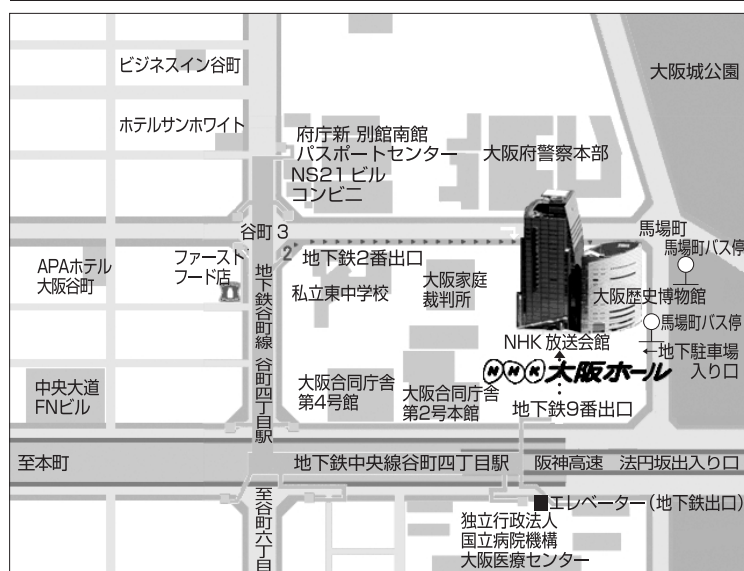 ビジネスイン谷町
大阪城公園
ホテルサンホワイト
府庁新 別館南館
パスポートセンター
NS21 ビル
コンビニ
大阪府警察本部
谷町 3
2
地下鉄2番出口
馬場町
馬場町バス停
APAホテル
大阪谷町
ファースト
フード店
私立東中学校
大阪家庭
裁判所
大阪歴史博物館
馬場町バス停
NHK 放送会館
←地下駐車場
入り口
NHK大阪ホール
地下鉄谷町線 谷町四丁目駅
中央大道
FNビル
大阪合同庁舎
第4号館
大阪合同庁舎
第2号本館
地下鉄9番出口
至本町
地下鉄中央線谷町四丁目駅
阪神高速 法円坂出入り口
至谷町六丁目
■エレベーター(地下鉄出口)
独立行政法人
国立病院機構
大阪医療センター